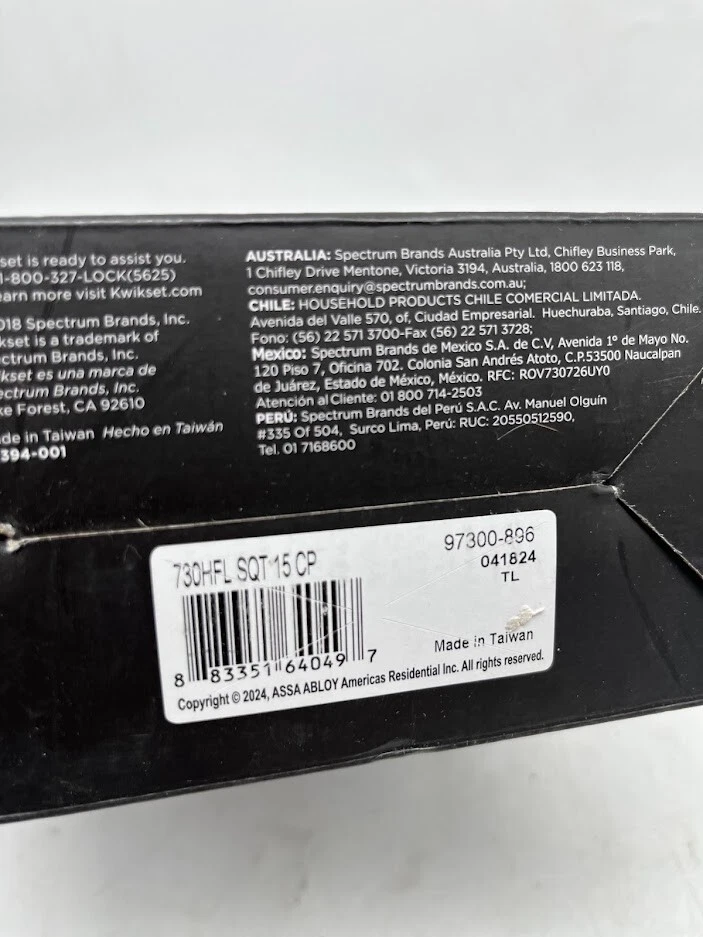 set is ready to assist you.
1-800-327-LOCK(5625)
earn more visit Kwikset.com
018 Spectrum Brands, Inc.
kset is a trademark of
ectrum Brands, Inc.
kset es una marca de
ectrum Brands, Inc.
ke Forest, CA 92610
de in Taiwan Hecho en Taiwán
394-001
AUSTRALIA: Spectrum Brands Australia Pty Ltd, Chifley Business Park,
1 Chifley Drive Mentone, Victoria 3194, Australia, 1800 623 118,
consumer.enquiry@spectrumbrands.com.au;
CHILE: HOUSEHOLD PRODUCTS CHILE COMERCIAL LIMITADA.
Avenida del Valle 570, of, Ciudad Empresarial. Huechuraba, Santiago, Chile.
Fono: (56) 22 571 3700-Fax (56) 22 571 3728;
Mexico: Spectrum Brands de Mexico S.A. de C.V, Avenida 1º de Mayo No.
120 Piso 7, Oficina 702. Colonia San Andrés Atoto, C.P.53500 Naucalpan
de Juárez, Estado de México, México. RFC: ROV730726UY0
Atención al Cliente: 01 800 714-2503
PERÚ: Spectrum Brands del Perú S.A.C. Av. Manuel Olguín
#335 Of 504, Surco Lima, Perú: RUC: 20550512590,
Tel. 01 7168600
730HFL SQT 15 CP
97300-896
041824
TL
Made in Taiwan
8 83351 64049 7
Copyright © 2024, ASSA ABLOY Americas Residential Inc. All rights reserved.